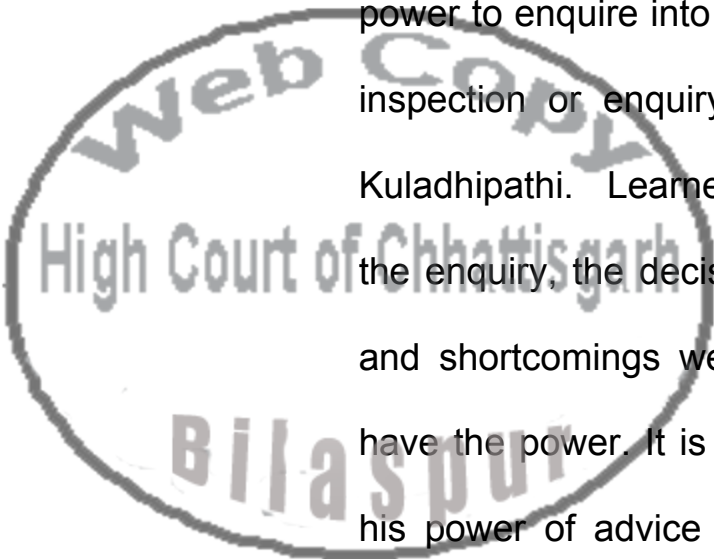 power to enquire into
Web Copy
inspection or enquiry
Kuladhipathi. Learne
High Court of Chhattisgarh
the enquiry, the decis
and shortcomings we
Bilaspur
have the power. It is
his power of advice